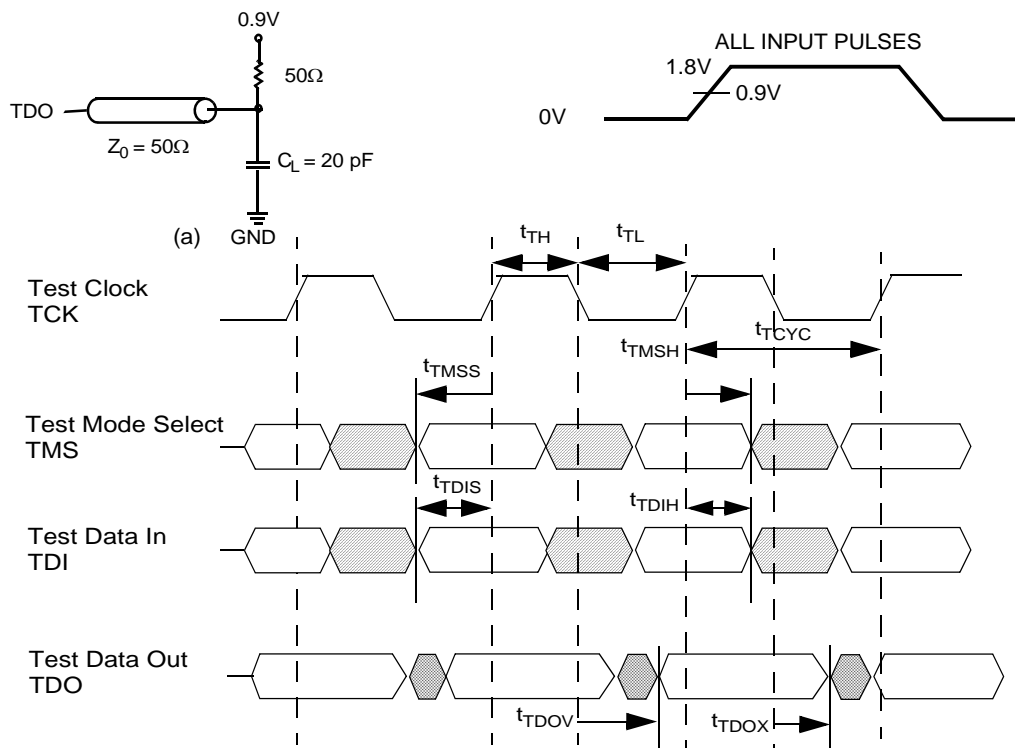 0.9V
50Ω
TDO
Z0 = 50Ω
CL = 20 pF
(a) GND
ALL INPUT PULSES
1.8V
0.9V
0V
tTH
tTL
Test Clock
TCK
tTCYC
tTMSH
tTMSS
Test Mode Select
TMS
tTDIS
tTDIH
Test Data In
TDI
Test Data Out
TDO
tTDOV
tTDOX